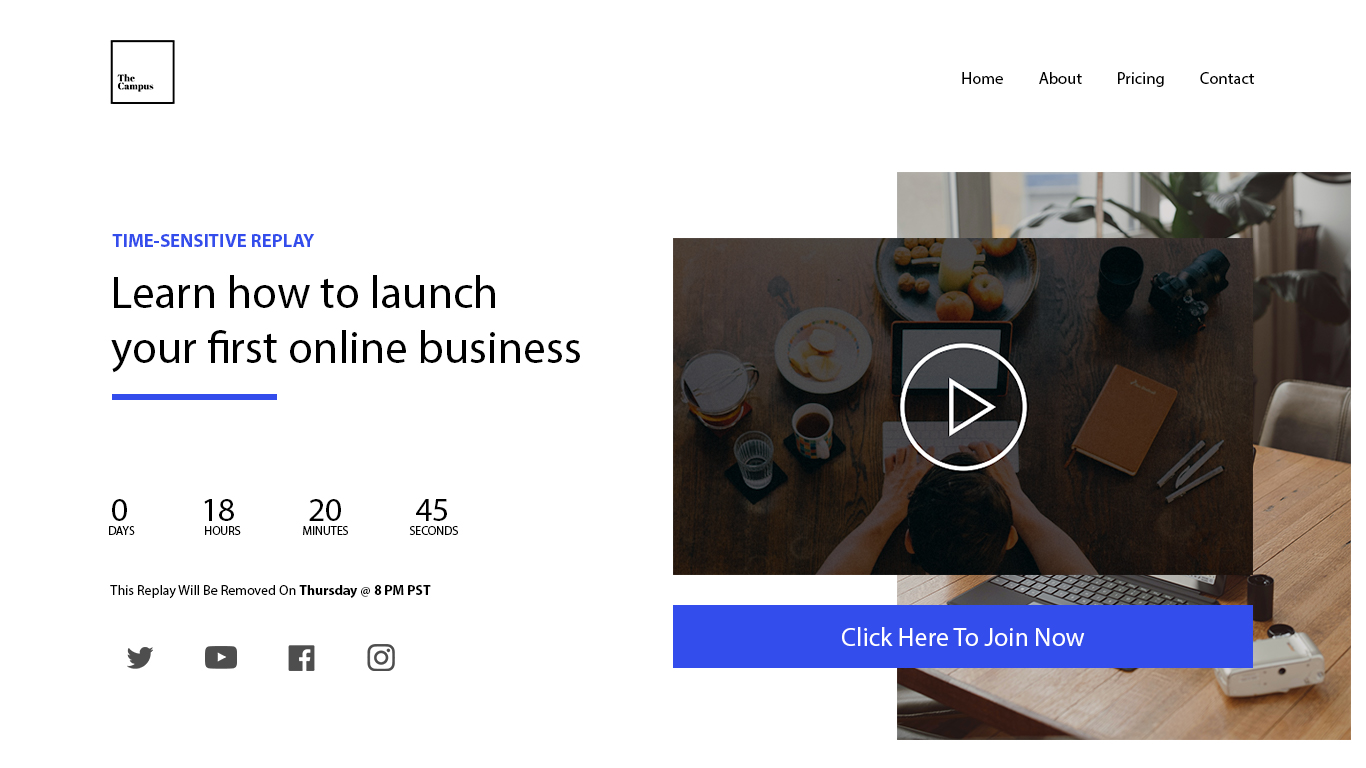 The
Campus
Home About Pricing Contact
TIME-SENSITIVE REPLAY
Learn how to launch
your first online business
0 18 20 45
DAYS HOURS MINUTES SECONDS
This Replay Will Be Removed On Thursday @ 8 PM PST
Click Here To Join Now